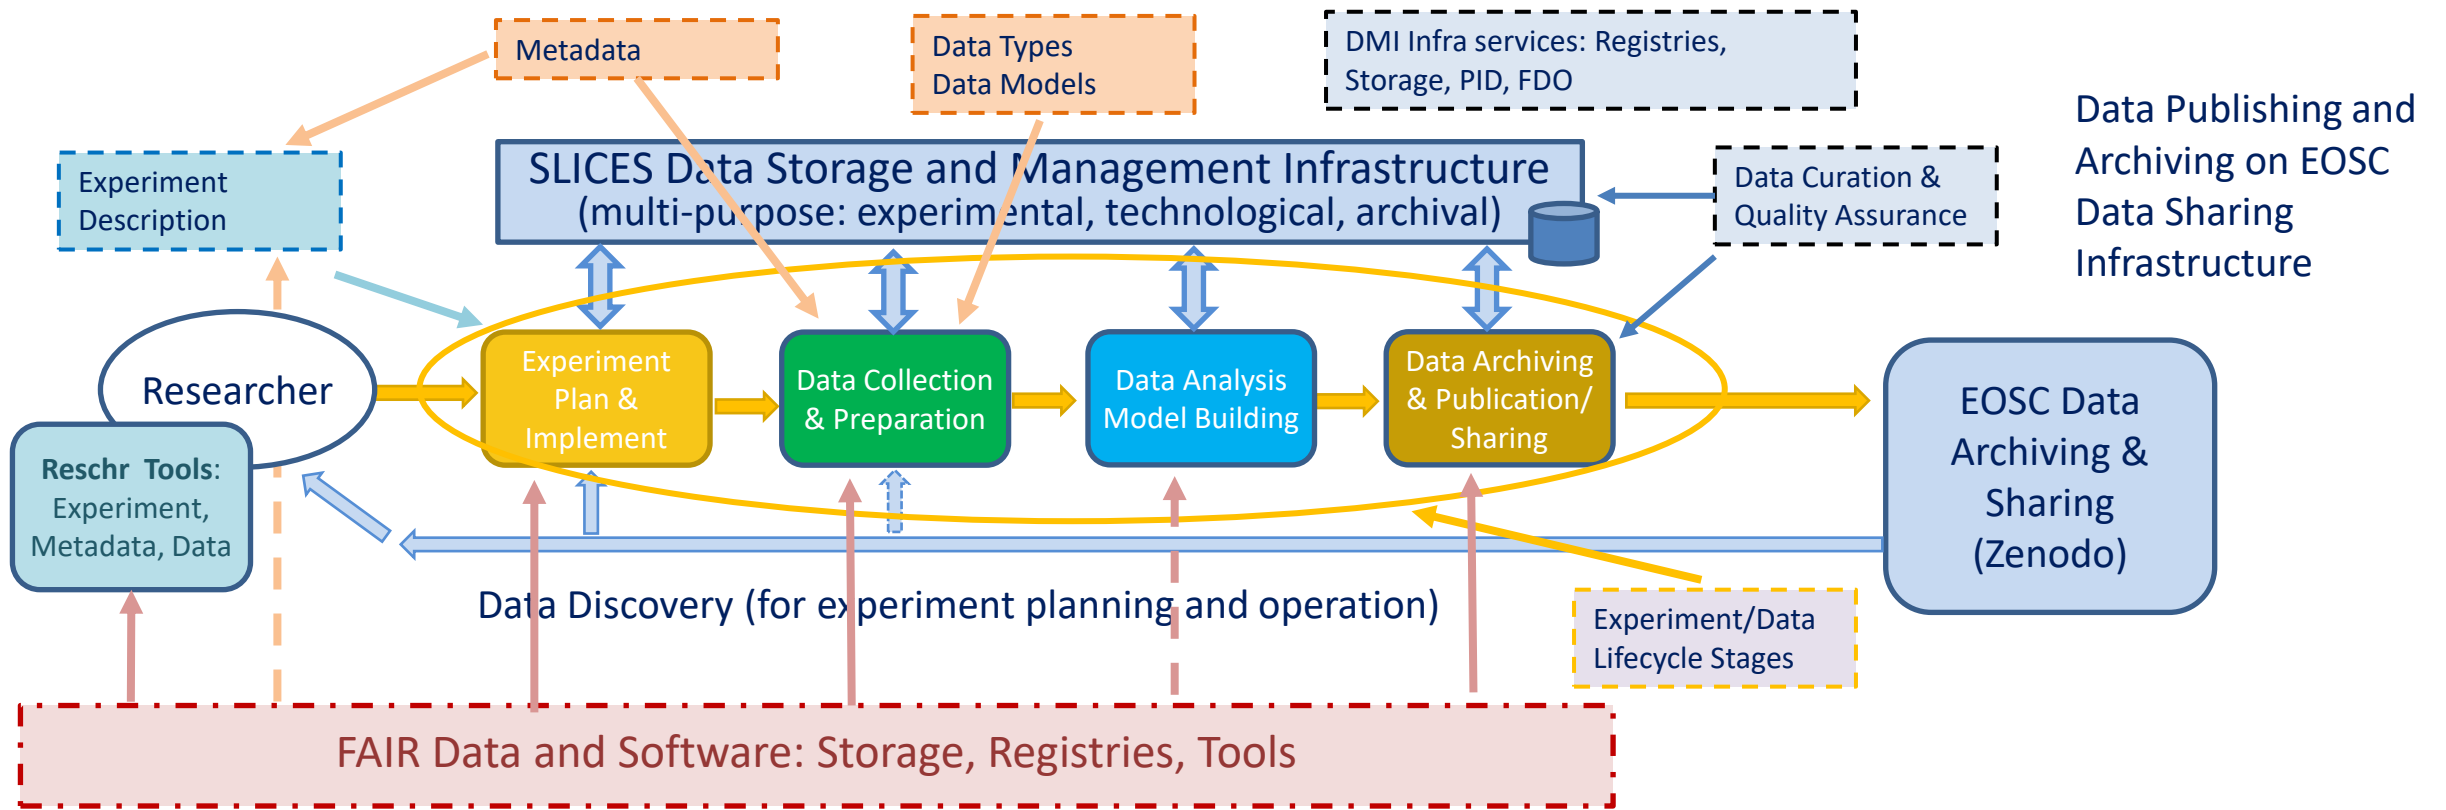 Metadata
Data Types
Data Models
DMI Infra services: Registries,
Storage, PID, FDO
Data Publishing and
Archiving on EOSC
Data Sharing
Infrastructure
Experiment
Description
SLICES Data Storage and Management Infrastructure
(multi-purpose: experimental, technological, archival)
Data Curation &
Quality Assurance
Researcher
Experiment
Plan &
Implement
Data Collection
& Preparation
Data Analysis
Model Building
Data Archiving
& Publication/
Sharing
EOSC Data
Archiving &
Sharing
(Zenodo)
Reschr Tools:
Experiment,
Metadata, Data
Data Discovery (for experiment planning and operation)
Experiment/Data
Lifecycle Stages
FAIR Data and Software: Storage, Registries, Tools